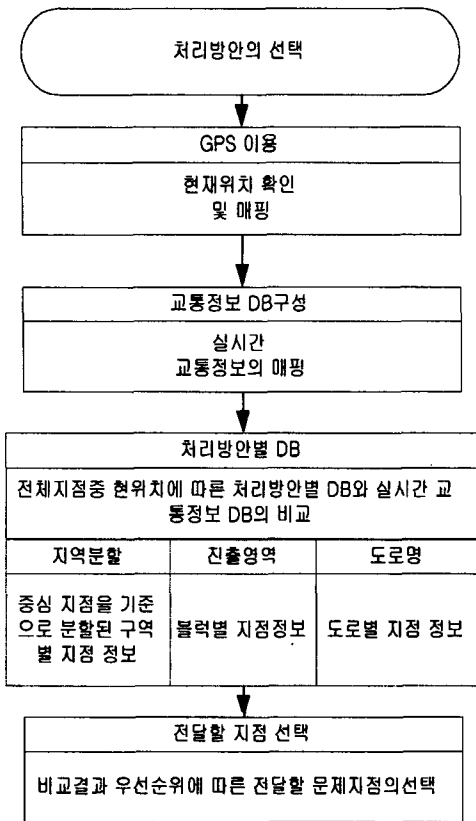 처리방안의 선택
GPS 이용
현재위치 확인
및 매핑
교통정보 DB구성
실시간
교통정보의 매핑
처리방안별 DB
전체지점중 현위치에 따른 처리방안별 DB와 실시간 교
통정보 DB의 비교
지역분할
진출영역
도로명
중심 지점을 기준
으로 분할된 구역
별 지점 정보
블럭별 지점정보
도로별 지점 정보
전달할 지점 선택
비교결과 우선순위에 따른 전달할 문제지점의선택